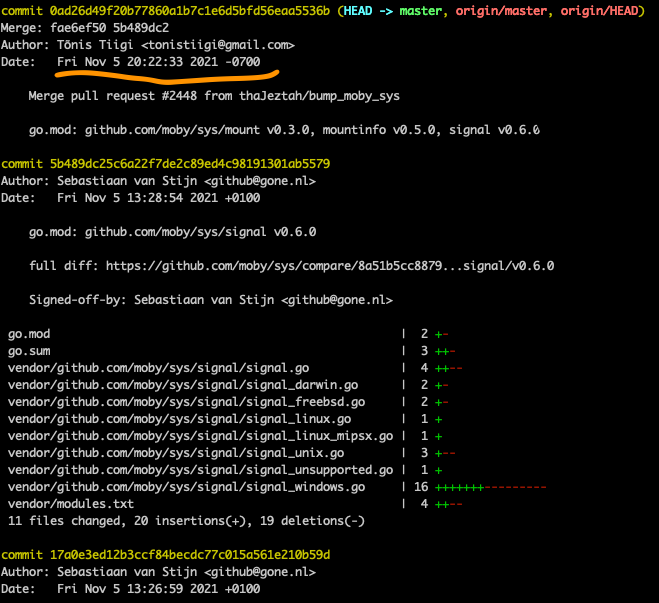 commit 0ad26d49f20b77860a1b7c1e6d5bfd56eaa5536b (HEAD -> master, origin/master, origin/HEAD)
Merge: fae6ef50 5b489dc2
Author: Tõnis Tiigi <tonistiigi@gmail.com>
Date:   Fri Nov 5 20:22:33 2021 -0700
Merge pull request #2448 from thaJeztah/bump_moby_sys
go.mod: github.com/moby/sys/mount v0.3.0, mountinfo v0.5.0, signal v0.6.0
commit 5b489dc25c6a22f7de2c89ed4c98191301ab5579
Author: Sebastiaan van Stijn <github@gone.nl>
Date:   Fri Nov 5 13:28:54 2021 +0100
go.mod: github.com/moby/sys/signal v0.6.0
full diff: https://github.com/moby/sys/compare/8a51b5cc8879...signal/v0.6.0
Signed-off-by: Sebastiaan van Stijn <github@gone.nl>
go.mod | 2 +-
go.sum | 3 ++-
vendor/github.com/moby/sys/signal/signal.go | 4 ++--
vendor/github.com/moby/sys/signal/signal_darwin.go | 2 +-
vendor/github.com/moby/sys/signal/signal_freebsd.go | 2 +-
vendor/github.com/moby/sys/signal/signal_linux.go | 1 +
vendor/github.com/moby/sys/signal/signal_linux_mipsx.go | 1 +
vendor/github.com/moby/sys/signal/signal_unix.go | 3 +--
vendor/github.com/moby/sys/signal/signal_unsupported.go | 1 +
vendor/github.com/moby/sys/signal/signal_windows.go | 16 +++++++---------
vendor/modules.txt | 4 ++--
11 files changed, 20 insertions(+), 19 deletions(-)
commit 17a0e3ed12b3ccf84becdc77c015a561e210b59d
Author: Sebastiaan van Stijn <github@gone.nl>
Date:   Fri Nov 5 13:26:59 2021 +0100